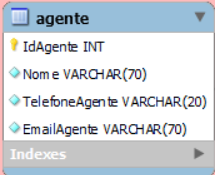 agente
IdAgente INT
Nome VARCHAR(70)
TelefoneAgente VARCHAR(20)
EmailAgente VARCHAR(70)
Indexes